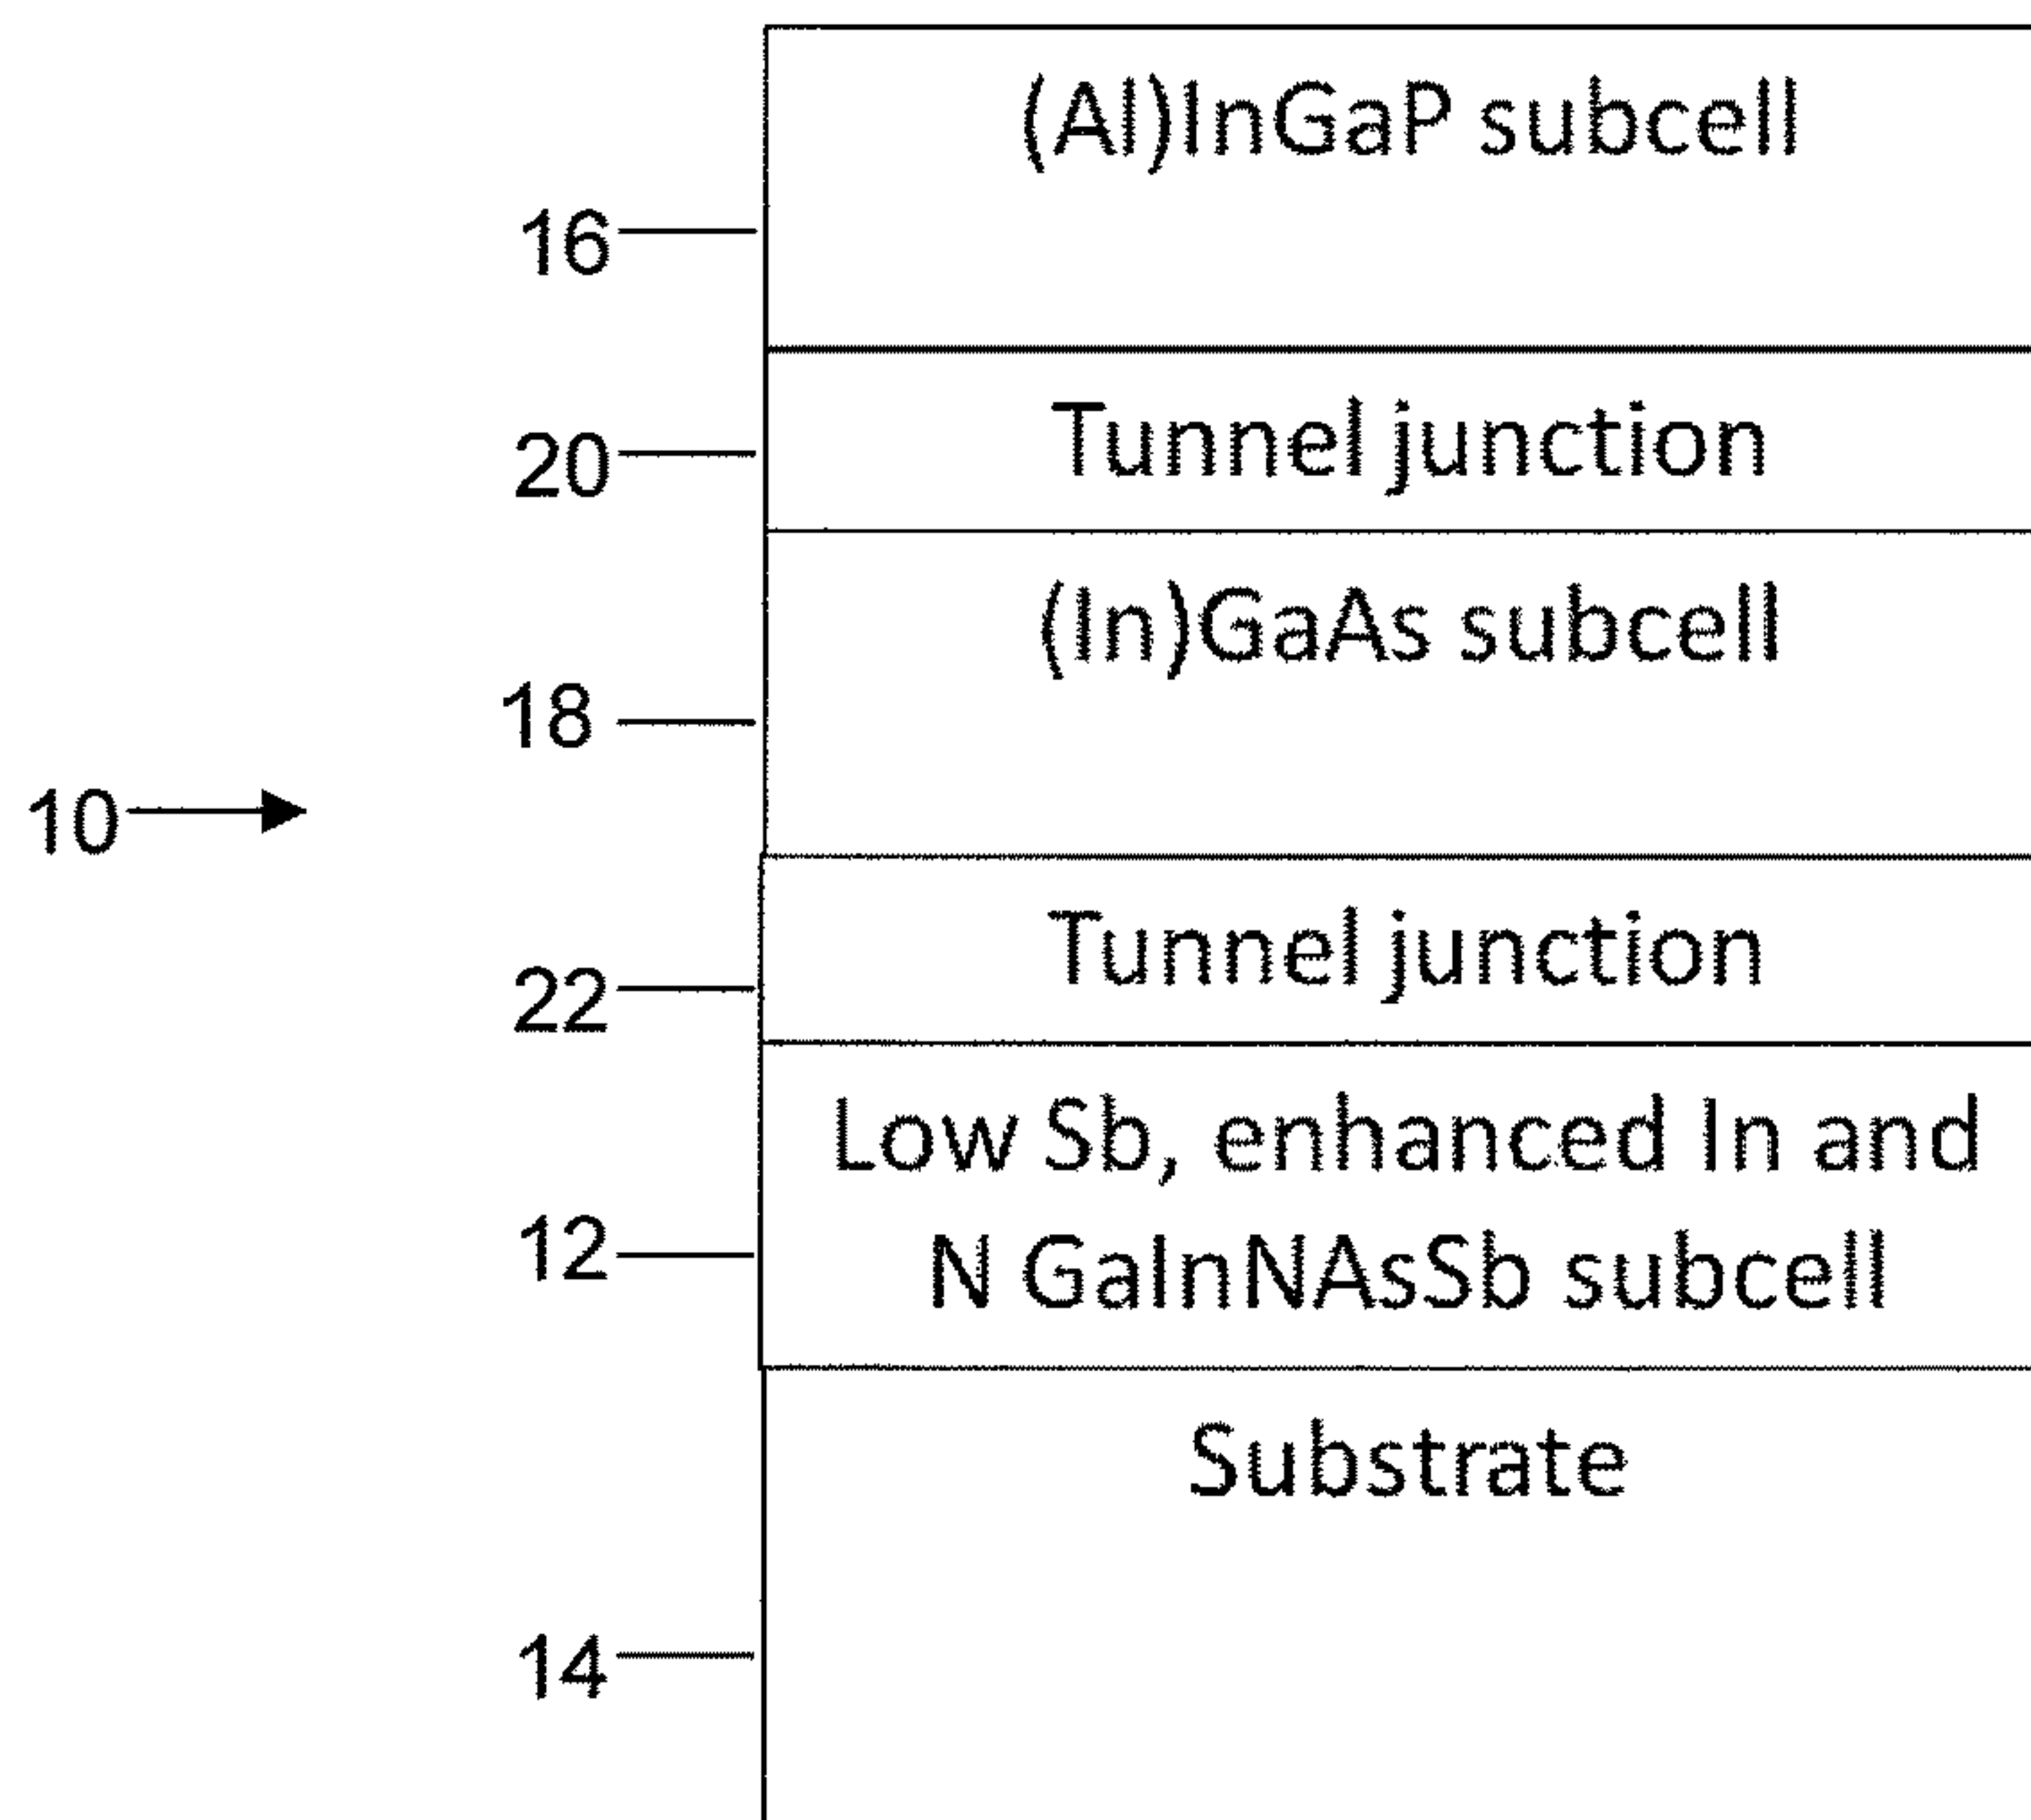 (Al)InGaP subcell
16
Tunnel junction
20
(In)GaAs subcell
18
10
Tunnel junction
22
Low Sb, enhanced In and
N GaInNAsSb subcell
12
Substrate
14